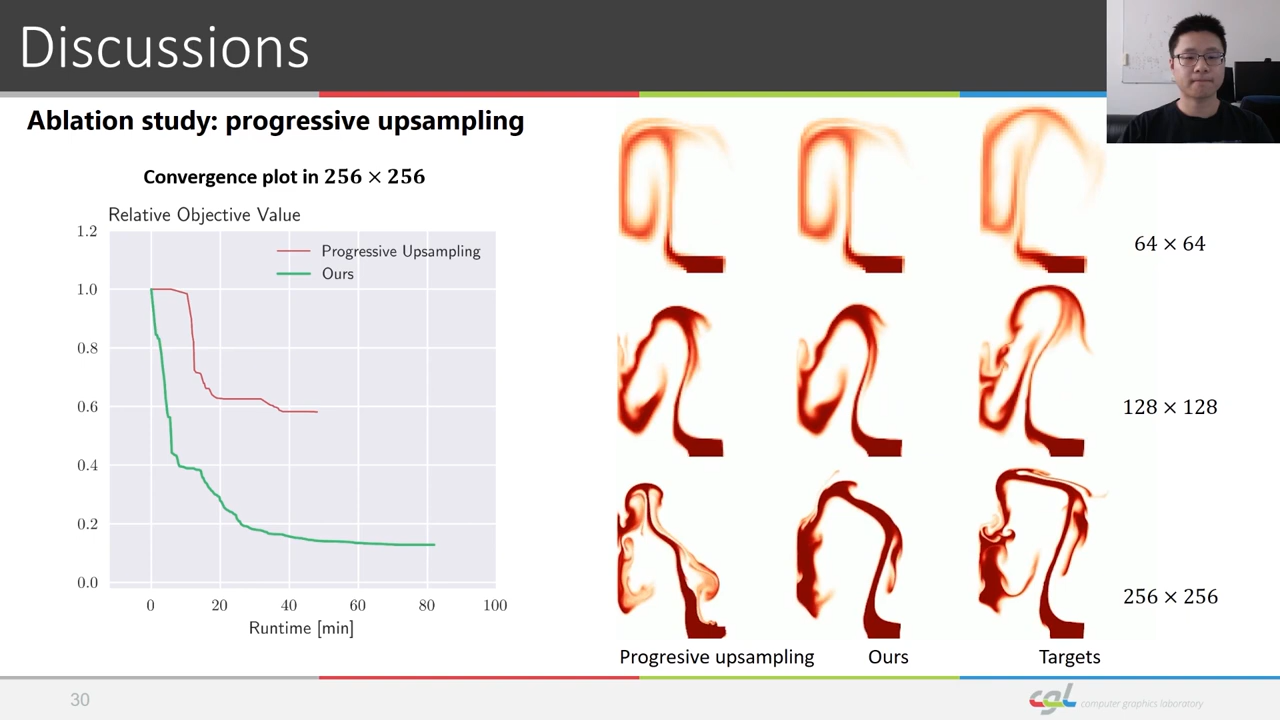 Discussions
Ablation study: progressive upsampling
Convergence plot in 256 × 256
Relative Objective Value
1.2
1.0
0.8
0.6
0.4
0.2
0.0
Progressive Upsampling
Ours
0 20 40 60 80 100
Runtime [min]
64 × 64
128 × 128
256 × 256
Progresive upsampling Ours Targets
30
cgl computer graphics laboratory